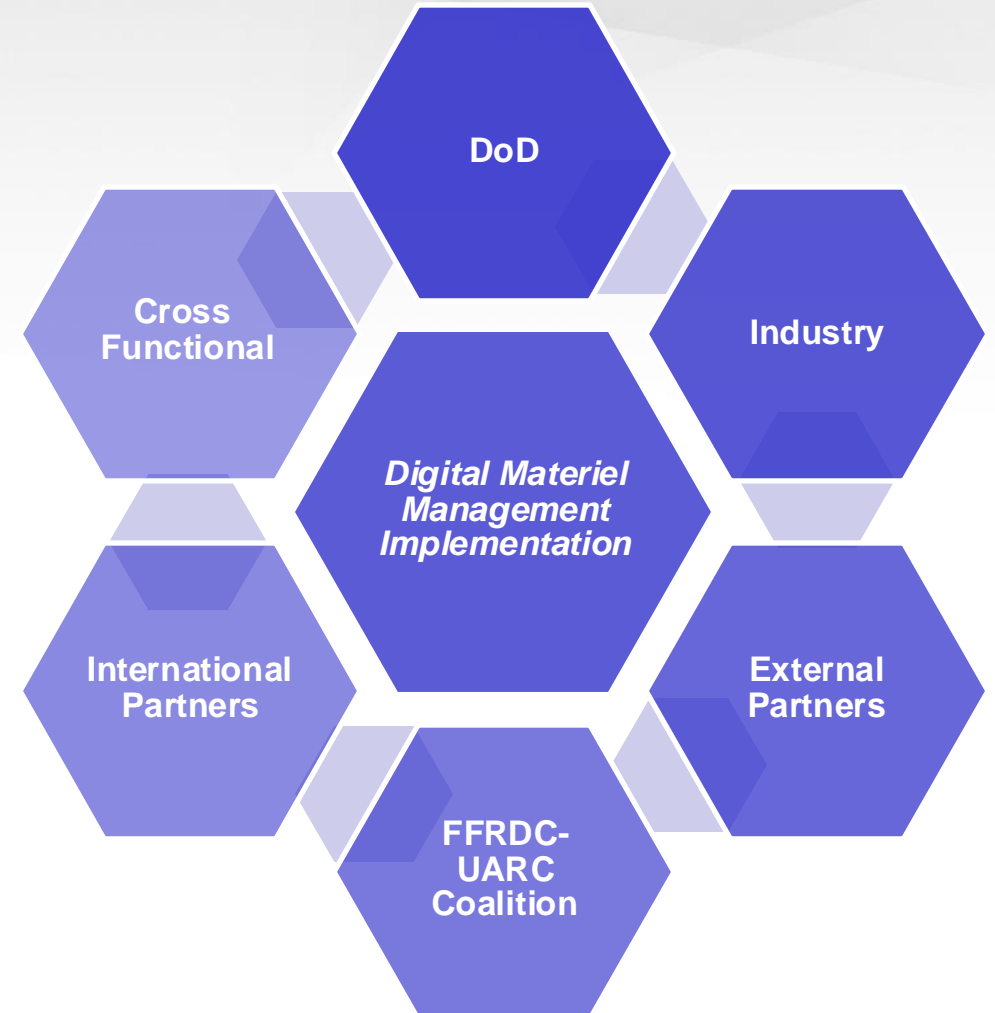 DoD
Cross
Functional
Industry
Digital Materiel
Management
Implementation
International
Partners
External
Partners
FFRDC-
UARC
Coalition